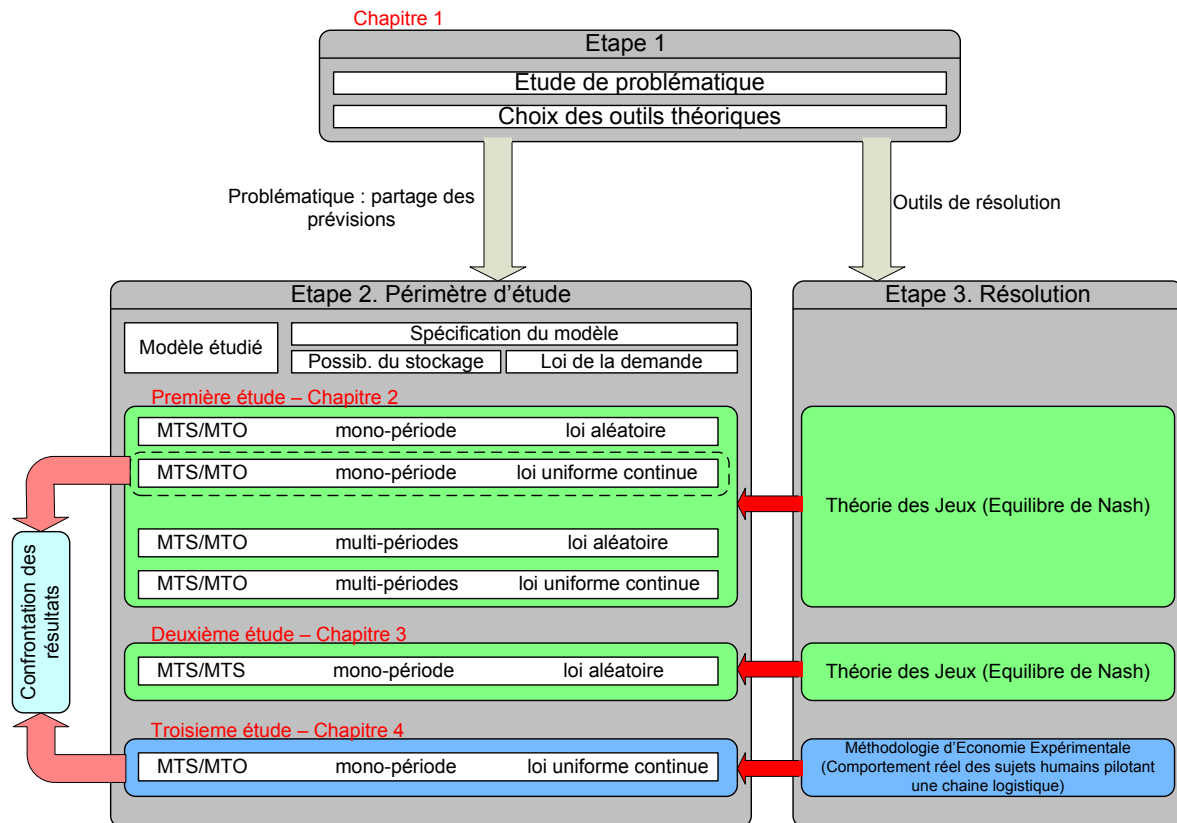 Chapitre 1
Etape 1
Etude de problématique
Choix des outils théoriques
Problématique : partage des
prévisions
Outils de résolution
Etape 2. Périmètre d’étude
Modèle étudié
Spécification du modèle
Possib. du stockage
Loi de la demande
Première étude – Chapitre 2
MTS/MTO mono-période loi aléatoire
MTS/MTO mono-période loi uniforme continue
MTS/MTO multi-périodes loi aléatoire
MTS/MTO multi-périodes loi uniforme continue
Deuxième étude – Chapitre 3
MTS/MTS mono-période loi aléatoire
Troisieme étude – Chapitre 4
MTS/MTO mono-période loi uniforme continue
Confrontation des
résultats
Etape 3. Résolution
Théorie des Jeux (Equilibre de Nash)
Théorie des Jeux (Equilibre de Nash)
Méthodologie d’Economie Expérimentale
(Comportement réel des sujets humains pilotant
une chaine logistique)